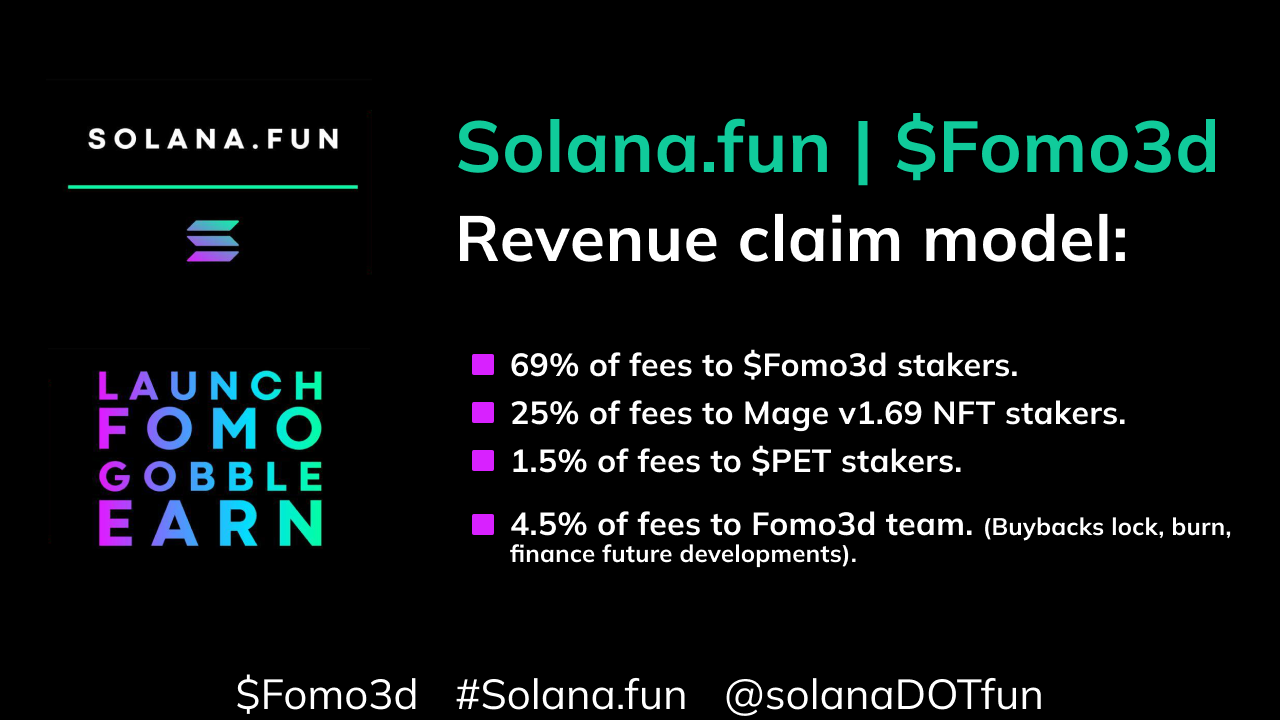 SOLANA.FUN
LAUNCH
FOMO
GOBBLE
EARN
Solana.fun | $Fomo3d
Revenue claim model:
69% of fees to $Fomo3d stakers.
25% of fees to Mage v1.69 NFT stakers.
1.5% of fees to $PET stakers.
4.5% of fees to Fomo3d team. (Buybacks lock, burn,
finance future developments).
$Fomo3d #Solana.fun @solanaDOTfun